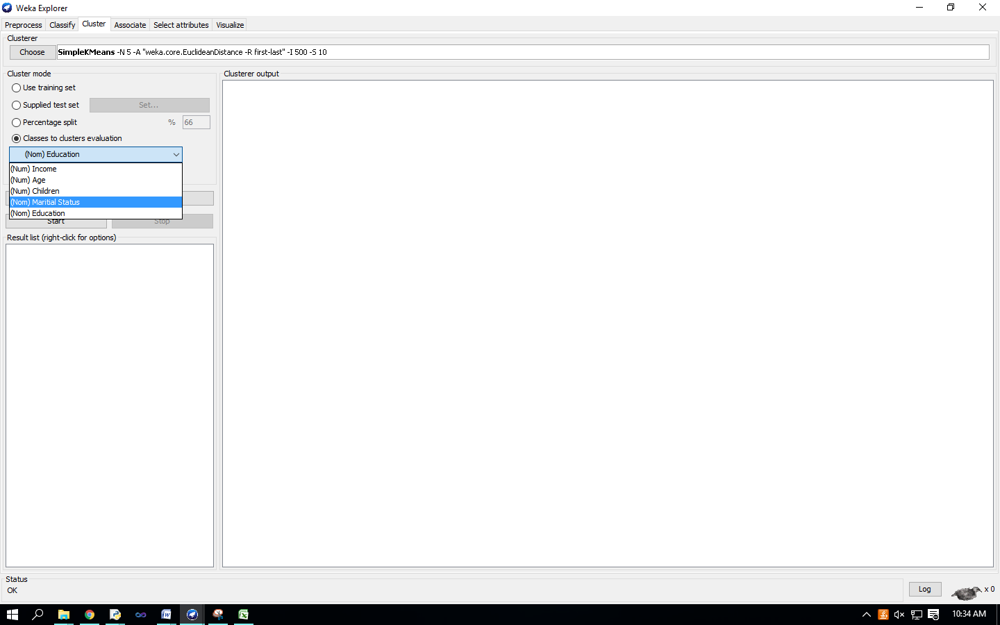 Weka Explorer
Preprocess Classify Cluster Associate Select attributes Visualize
Clusterer
Choose SimpleKMeans -N 5 -A "weka.core.EuclideanDistance -R first-last" -I 500 -S 10
Cluster mode
Use training set
Supplied test set Set...
Percentage split % 66
Classes to clusters evaluation
(Nom) Education
(Num) Income
(Num) Age
(Num) Children
(Nom) Maritial Status
(Nom) Education
Start Stop
Result list (right-click for options)
Clusterer output
Status
OK
Log x 0
10:34 AM